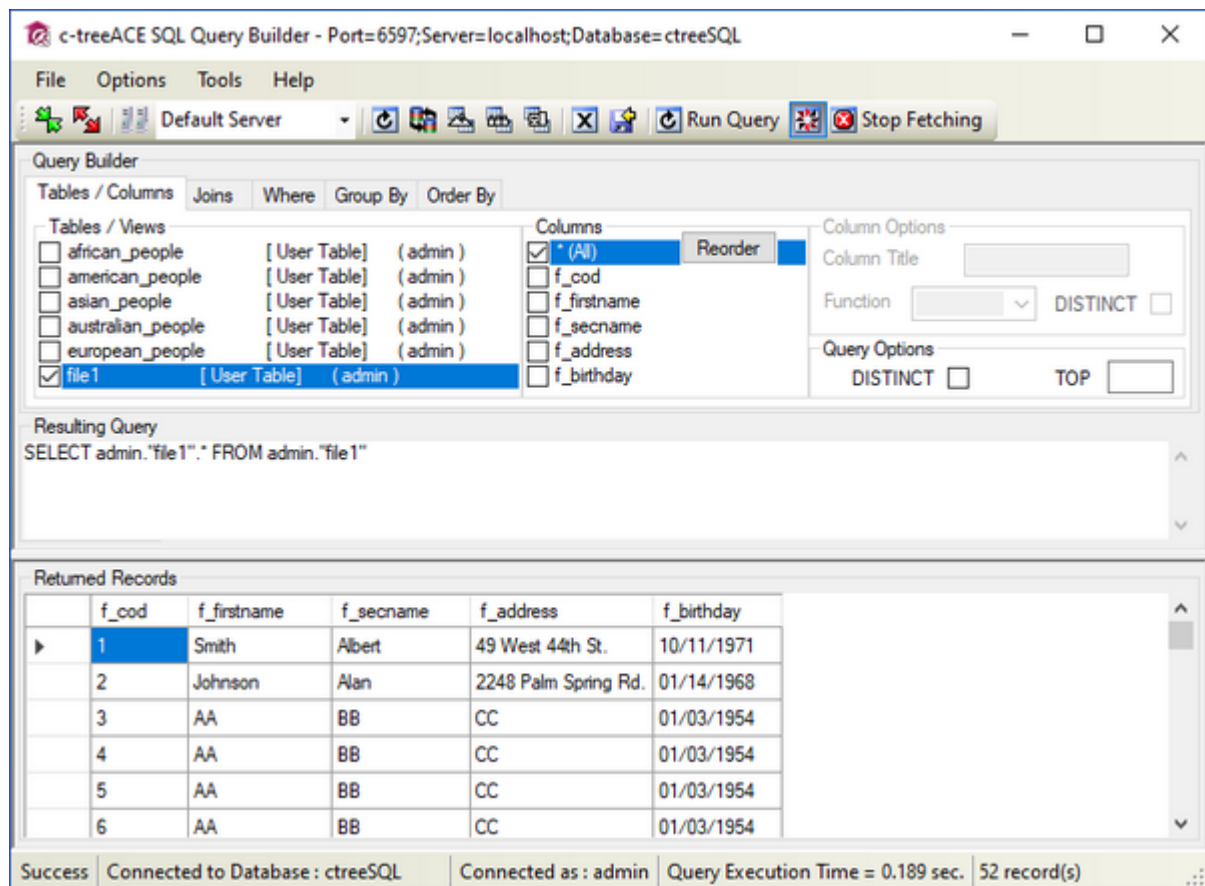 c-treeACE SQL Query Builder - Port=6597;Server=localhost;Database=ctreeSQL
File Options Tools Help
Default Server Run Query Stop Fetching
Query Builder
Tables / Columns Joins Where Group By Order By
Tables / Views Columns Column Options
african_people [ User Table] ( admin ) * (All) Reorder Column Title
american_people [ User Table] ( admin ) f_cod
asian_people [ User Table] ( admin ) f_firstname Function DISTINCT
australian_people [ User Table] ( admin ) f_secname
european_people [ User Table] ( admin ) f_address Query Options
file1 [ User Table] ( admin ) f_birthday DISTINCT TOP
Resulting Query
SELECT admin."file1".* FROM admin."file1"
Returned Records
f_cod f_firstname f_secname f_address f_birthday
1 Smith Albert 49 West 44th St. 10/11/1971
2 Johnson Alan 2248 Palm Spring Rd. 01/14/1968
3 AA BB CC 01/03/1954
4 AA BB CC 01/03/1954
5 AA BB CC 01/03/1954
6 AA BB CC 01/03/1954
Success Connected to Database : ctreeSQL Connected as : admin Query Execution Time = 0.189 sec. 52 record(s)